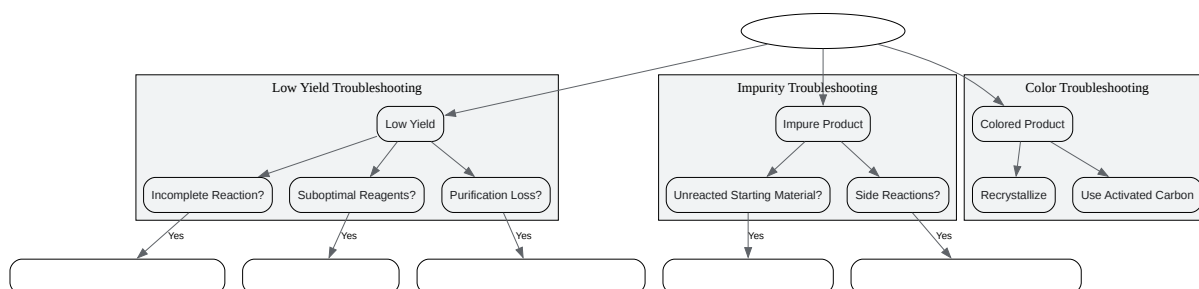 Low Yield Troubleshooting
Impurity Troubleshooting
Color Troubleshooting
Low Yield
Impure Product
Colored Product
Incomplete Reaction?
Suboptimal Reagents?
Purification Loss?
Unreacted Starting Material?
Side Reactions?
Recrystallize
Use Activated Carbon
Yes
Yes
Yes
Yes
Yes